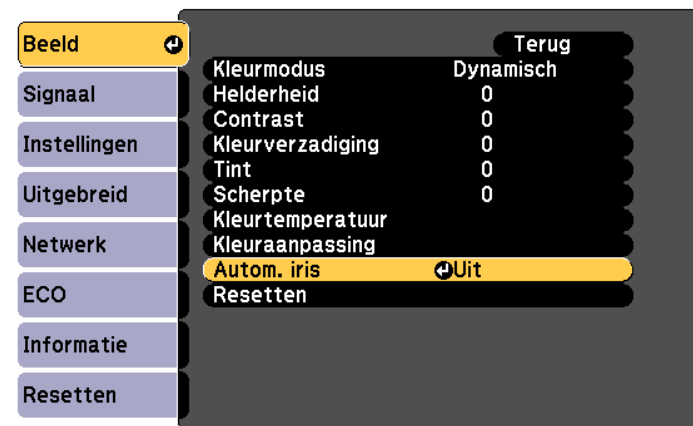 Beeld
Signaal
Instellingen
Uitgebreid
Netwerk
ECO
Informatie
Resetten
Terug
Kleurmodus Dynamisch
Helderheid 0
Contrast 0
Kleurverzadiging 0
Tint 0
Scherpte 0
Kleurtemperatuur
Kleuraanpassing
Autom. iris Uit
Resetten